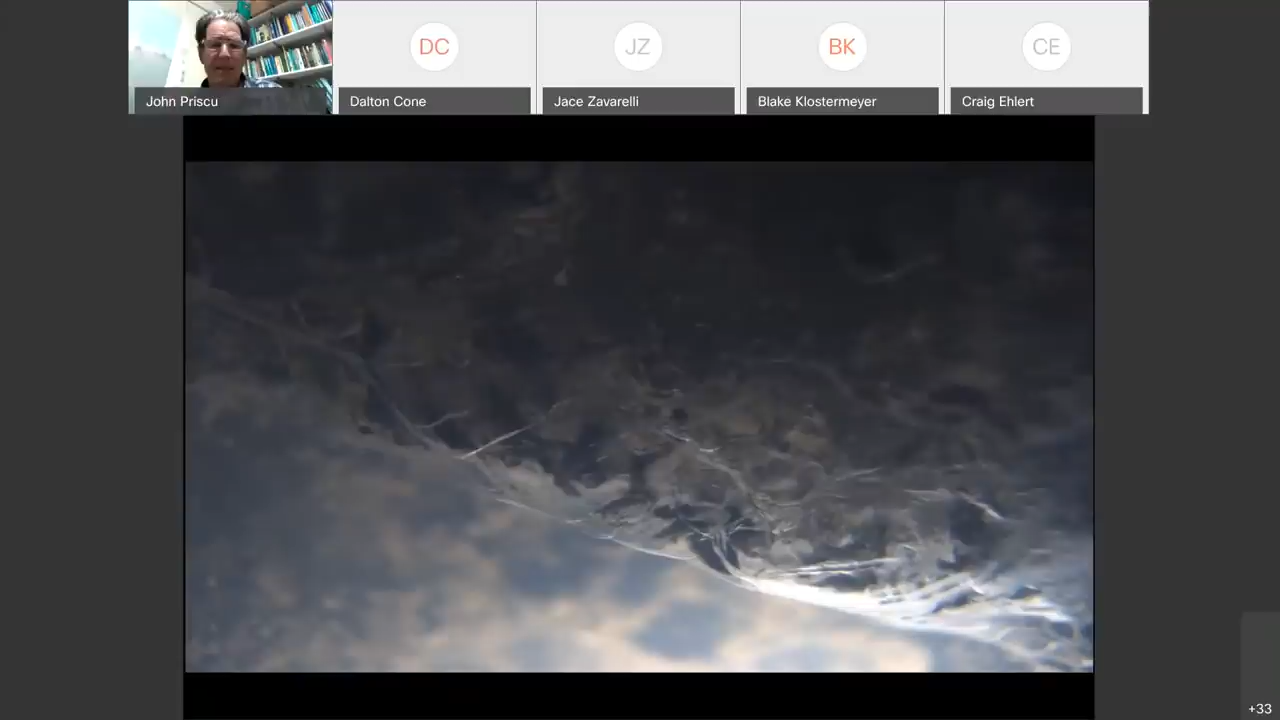 DC
JZ
BK
CE
John Priscu
Dalton Cone
Jace Zavarelli
Blake Klostermeyer
Craig Ehlert
+33